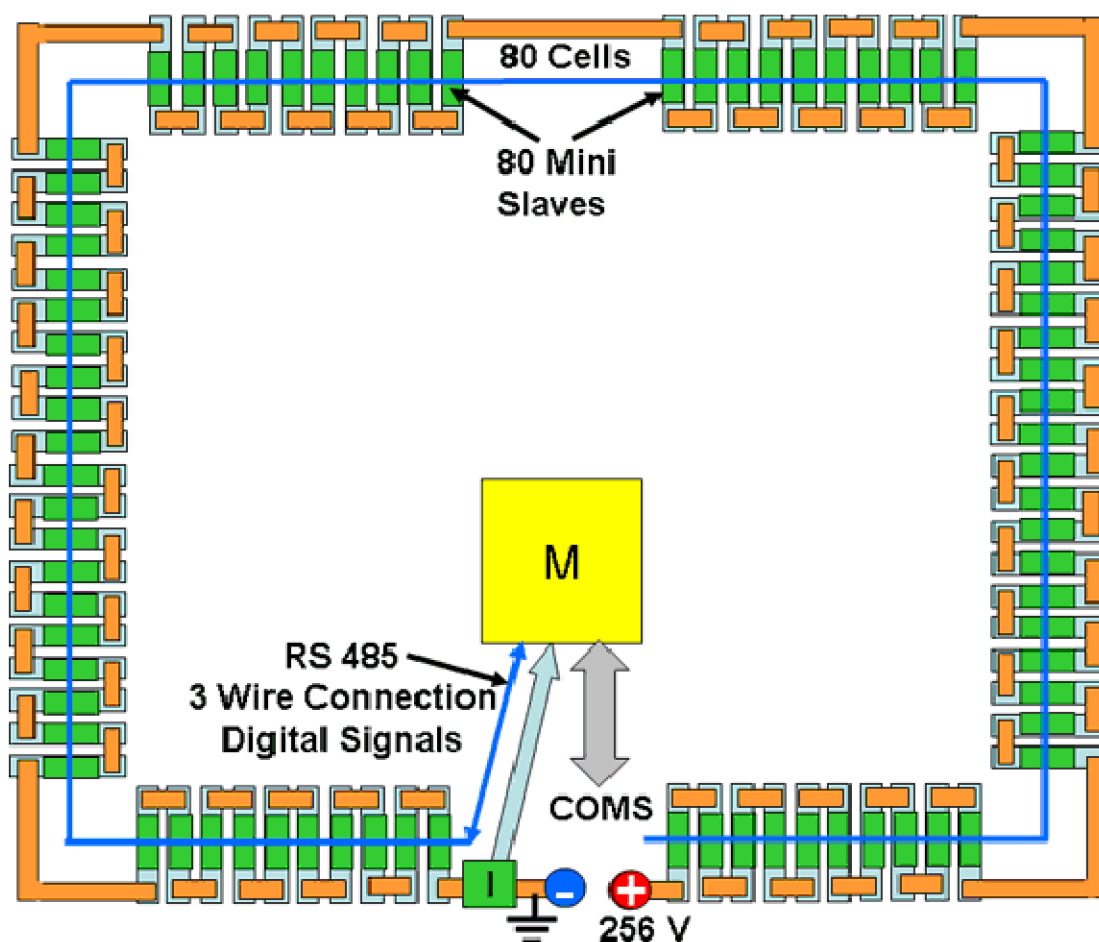 80 Cells
80 Mini
Slaves
M
RS 485
3 Wire Connection
Digital Signals
COMS
I
-
+
256 V